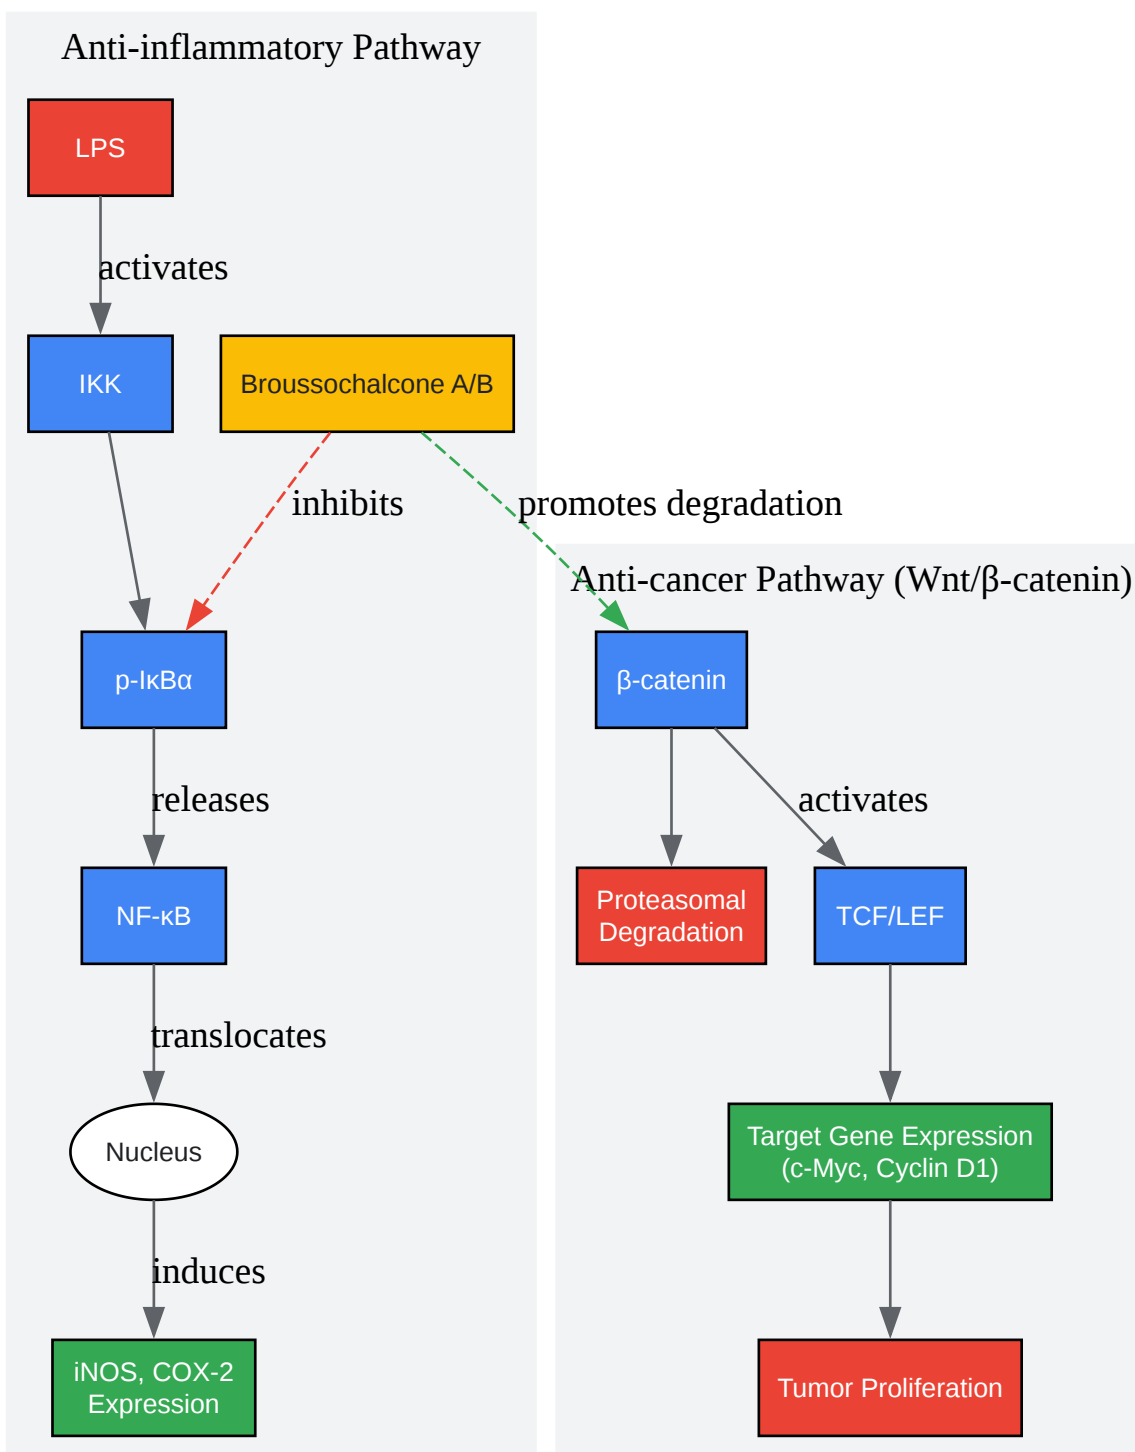 Anti-inflammatory Pathway
LPS
activates
IKK
Broussochalcone A/B
inhibits
promotes degradation
p-IκBα
releases
NF-κB
translocates
Nucleus
induces
iNOS, COX-2
Expression
Anti-cancer Pathway (Wnt/β-catenin)
β-catenin
activates
Proteasomal
Degradation
TCF/LEF
Target Gene Expression
(c-Myc, Cyclin D1)
Tumor Proliferation